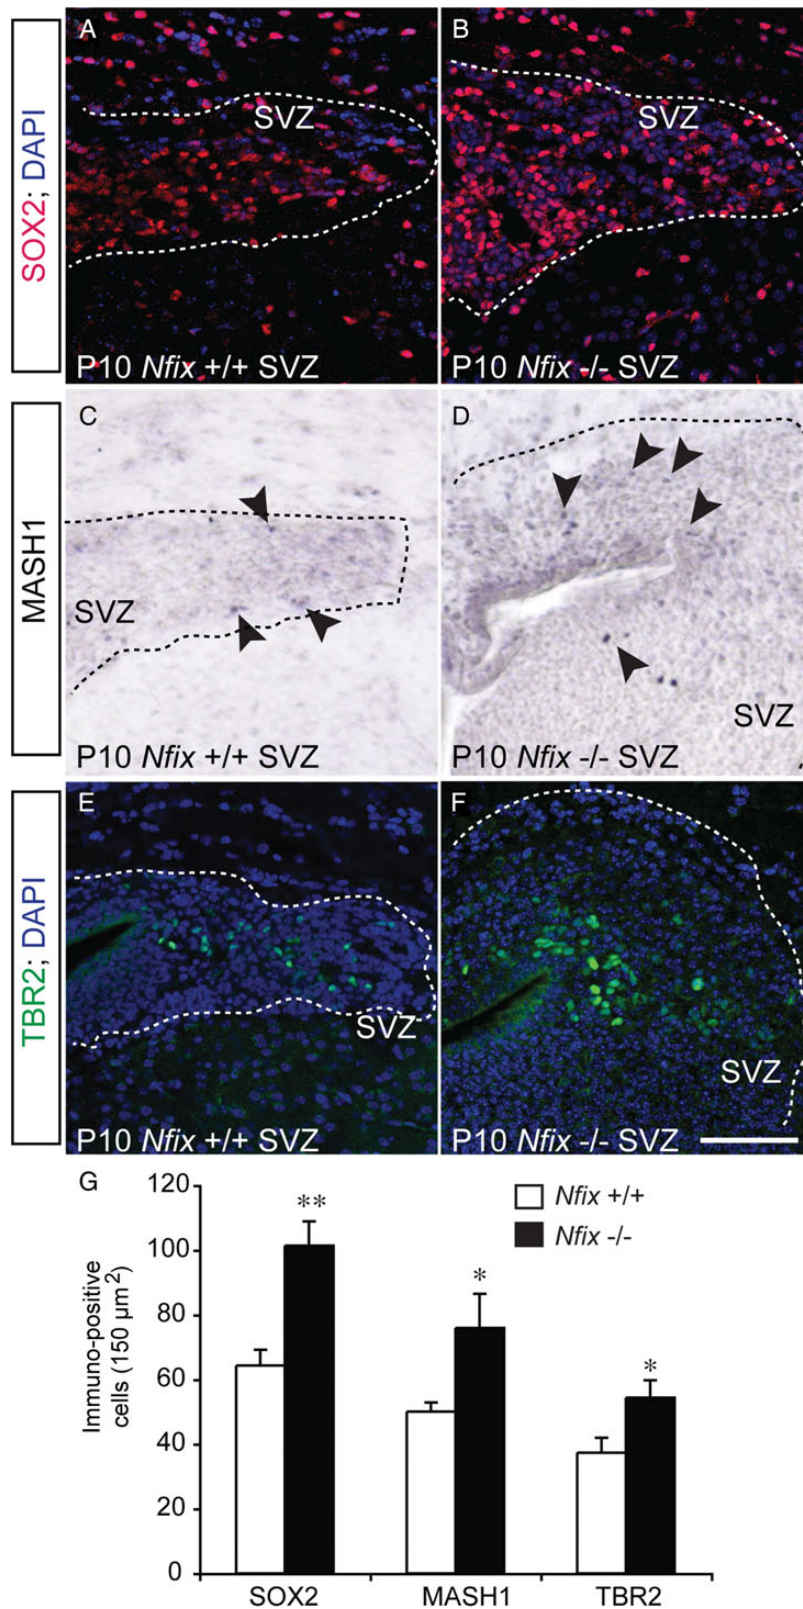 SOX2; DAPI
A
SVZ
P10 Nfix +/+ SVZ
B
SVZ
P10 Nfix -/- SVZ
MASH1
C
SVZ
P10 Nfix +/+ SVZ
D
SVZ
P10 Nfix -/- SVZ
TBR2; DAPI
E
SVZ
P10 Nfix +/+ SVZ
F
SVZ
P10 Nfix -/- SVZ
G
Immuno-positive
cells (150 µm²)
120
100
80
60
40
20
0
**
*
*
Nfix +/+
Nfix -/-
SOX2
MASH1
TBR2